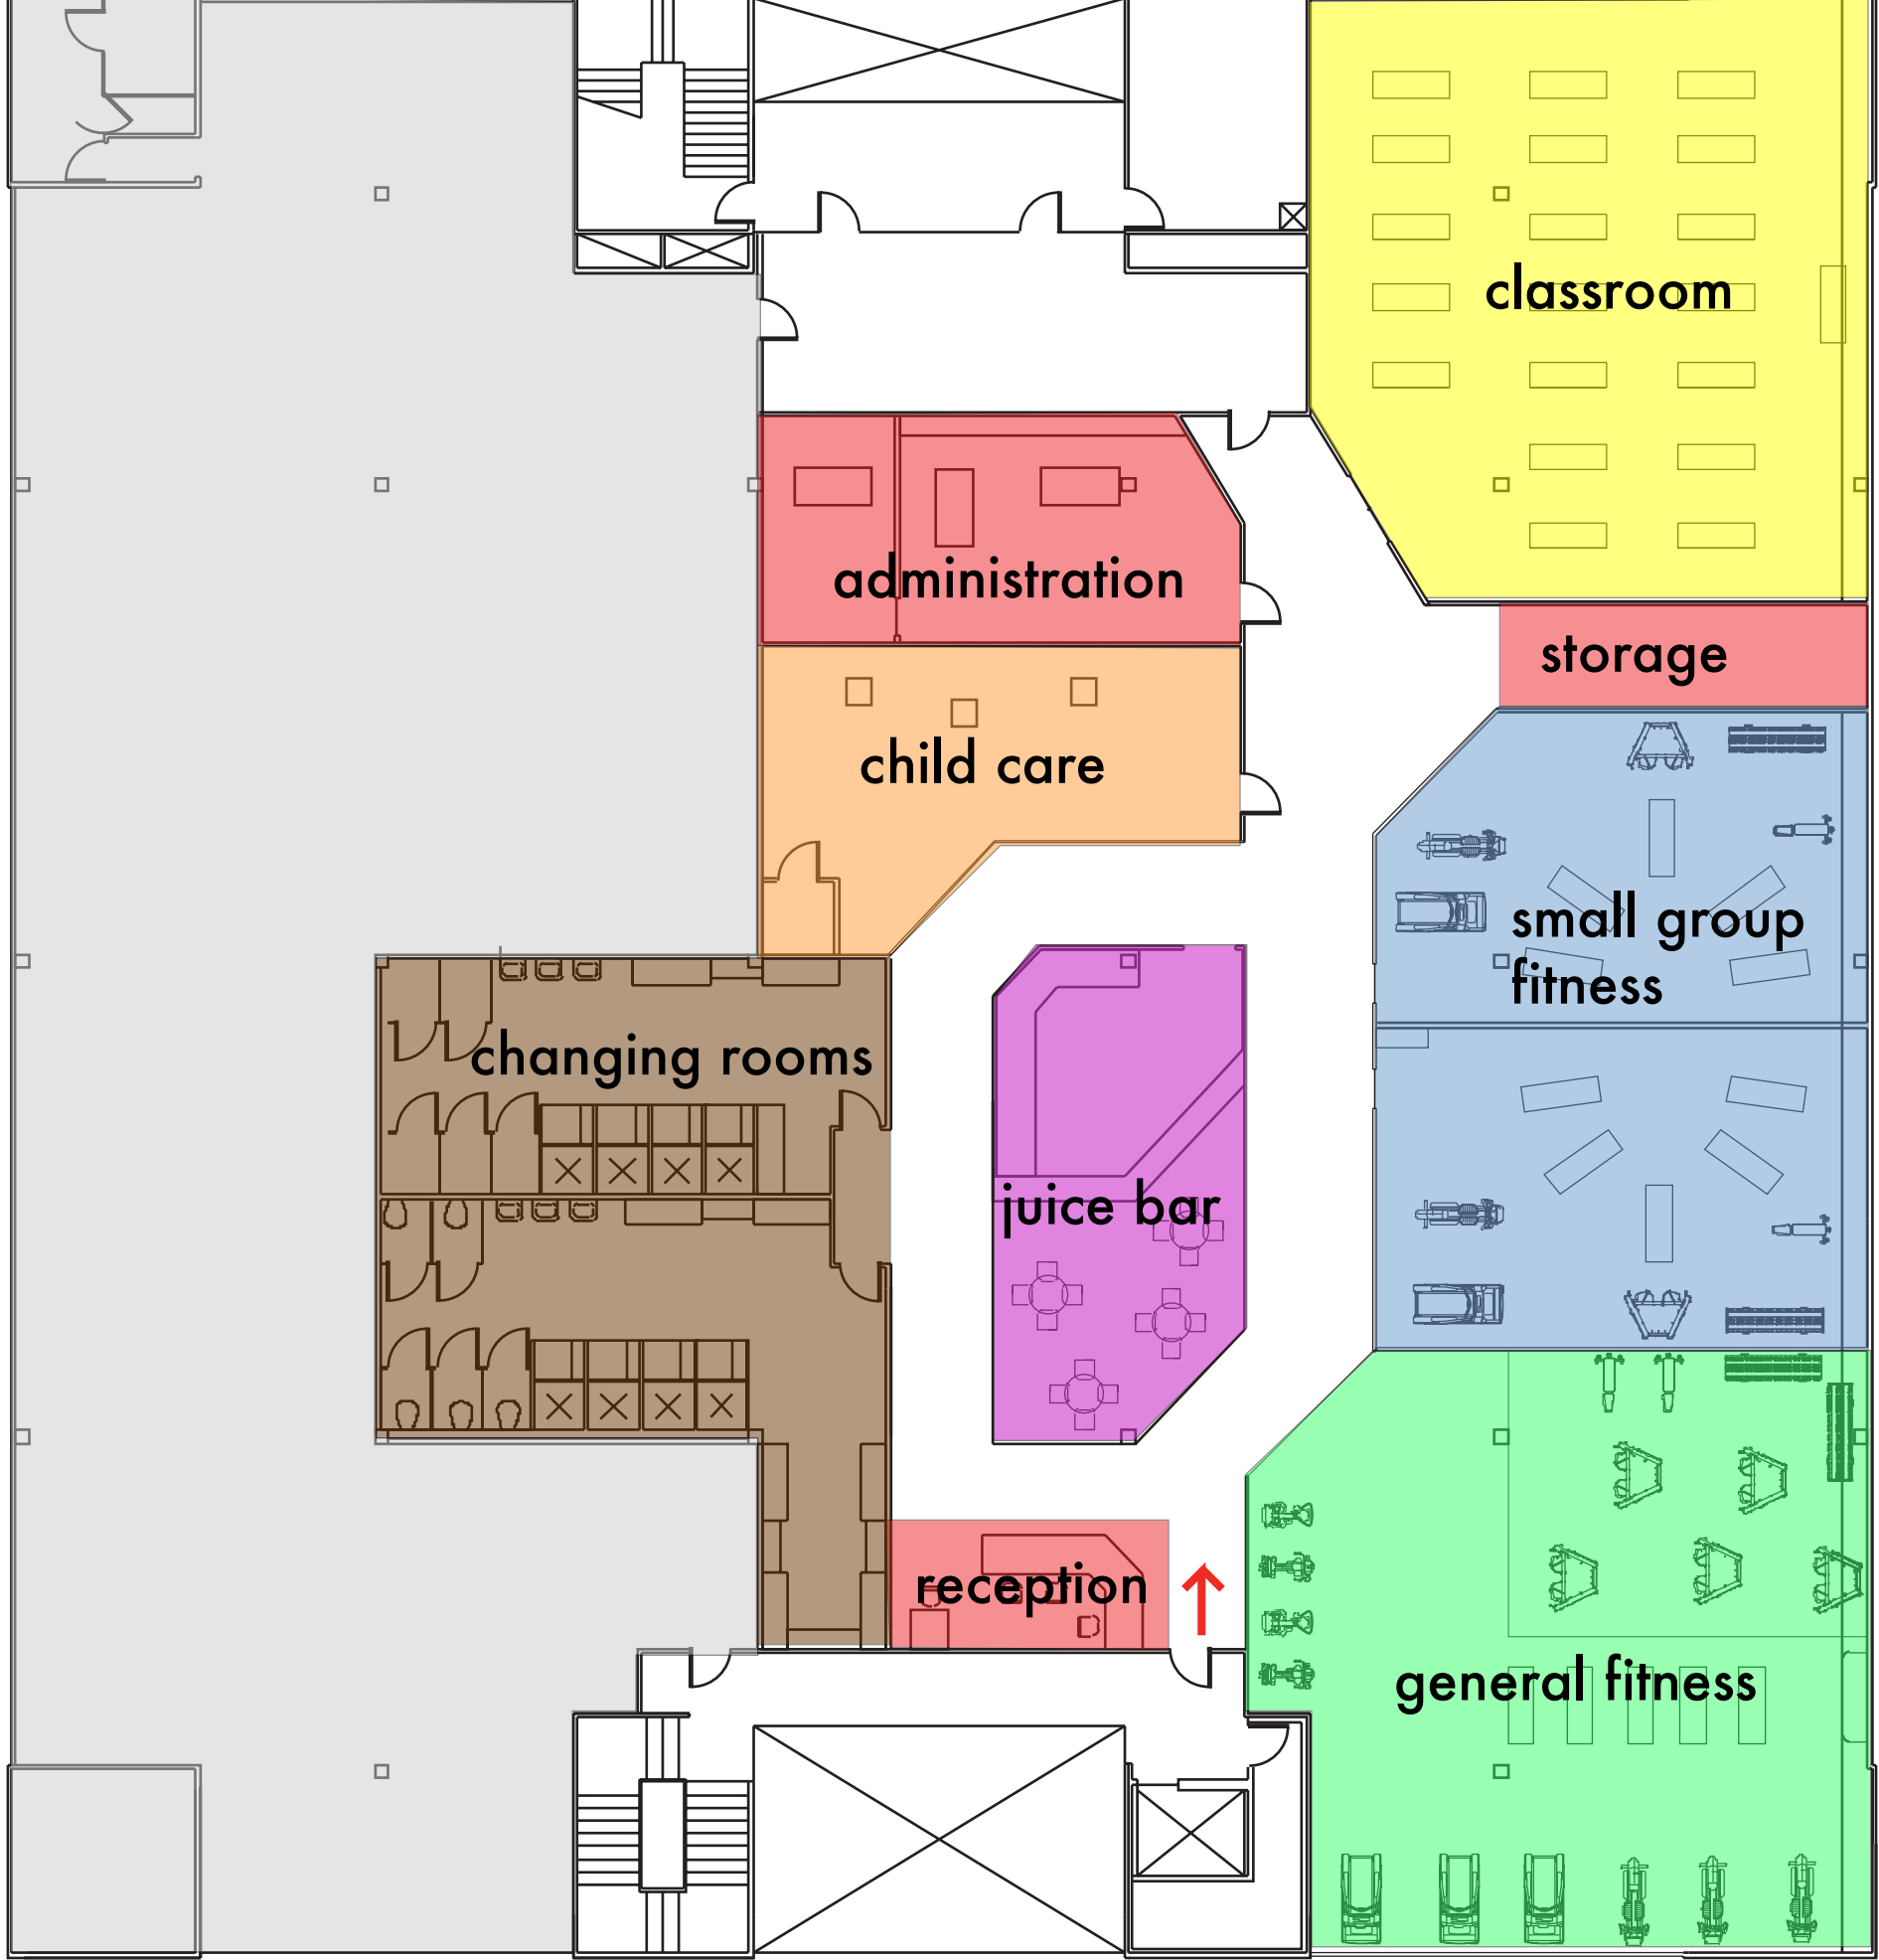 classroom
administration
storage
child care
small group
fitness
changing rooms
juice bar
reception
general fitness